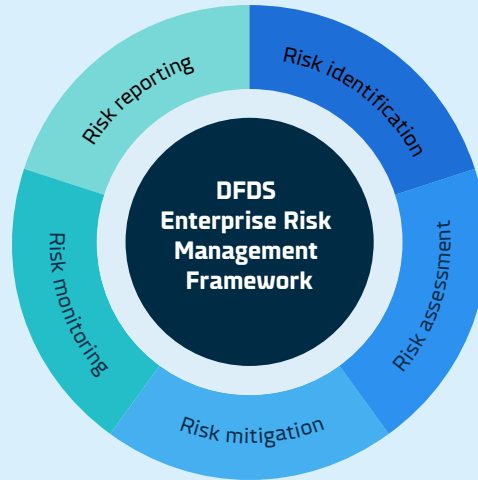 DFDS
Enterprise Risk
Management
Framework
Risk identification
Risk assessment
Risk mitigation
Risk monitoring
Risk reporting